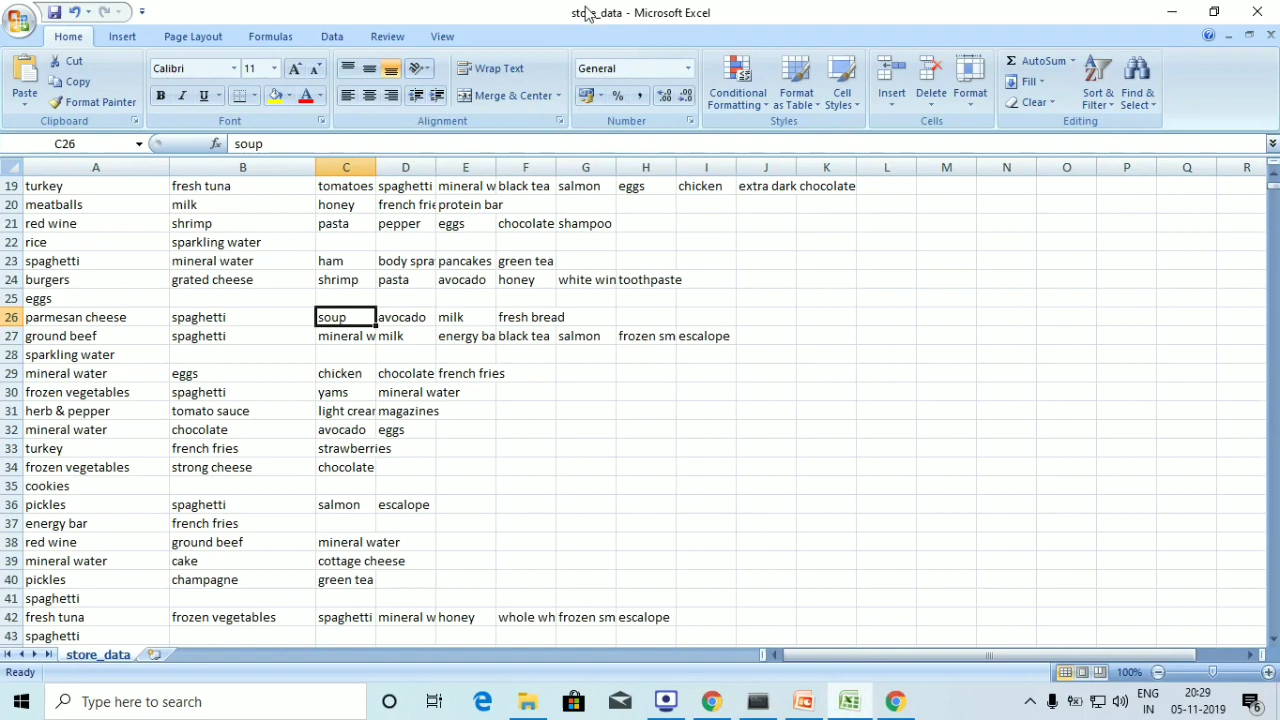 store_data - Microsoft Excel
Home Insert Page Layout Formulas Data Review View
Paste Cut Copy Format Painter Clipboard
Calibri 11 A A B I U A Font
Wrap Text Merge & Center Alignment
General % , Number
Conditional Formatting Format as Table Cell Styles Styles
Insert Delete Format Cells
Σ AutoSum Fill Clear Sort & Filter Find & Select Editing
C26 fx soup
A B C D E F G H I J K L M N O P Q R
19 turkey fresh tuna tomatoes spaghetti mineral w black tea salmon eggs chicken extra dark chocolate
20 meatballs milk honey french frie protein bar
21 red wine shrimp pasta pepper eggs chocolate shampoo
22 rice sparkling water
23 spaghetti mineral water ham body spra pancakes green tea
24 burgers grated cheese shrimp pasta avocado honey white win toothpaste
25 eggs
26 parmesan cheese spaghetti soup avocado milk fresh bread
27 ground beef spaghetti mineral w milk energy ba black tea salmon frozen sm escalope
28 sparkling water
29 mineral water eggs chicken chocolate french fries
30 frozen vegetables spaghetti yams mineral water
31 herb & pepper tomato sauce light crear magazines
32 mineral water chocolate avocado eggs
33 turkey french fries strawberries
34 frozen vegetables strong cheese chocolate
35 cookies
36 pickles spaghetti salmon escalope
37 energy bar french fries
38 red wine ground beef mineral water
39 mineral water cake cottage cheese
40 pickles champagne green tea
41 spaghetti
42 fresh tuna frozen vegetables spaghetti mineral w honey whole wh frozen sm escalope
43 spaghetti
store_data
Ready 100%
Type here to search
ENG 20:29
IN 05-11-2019 6